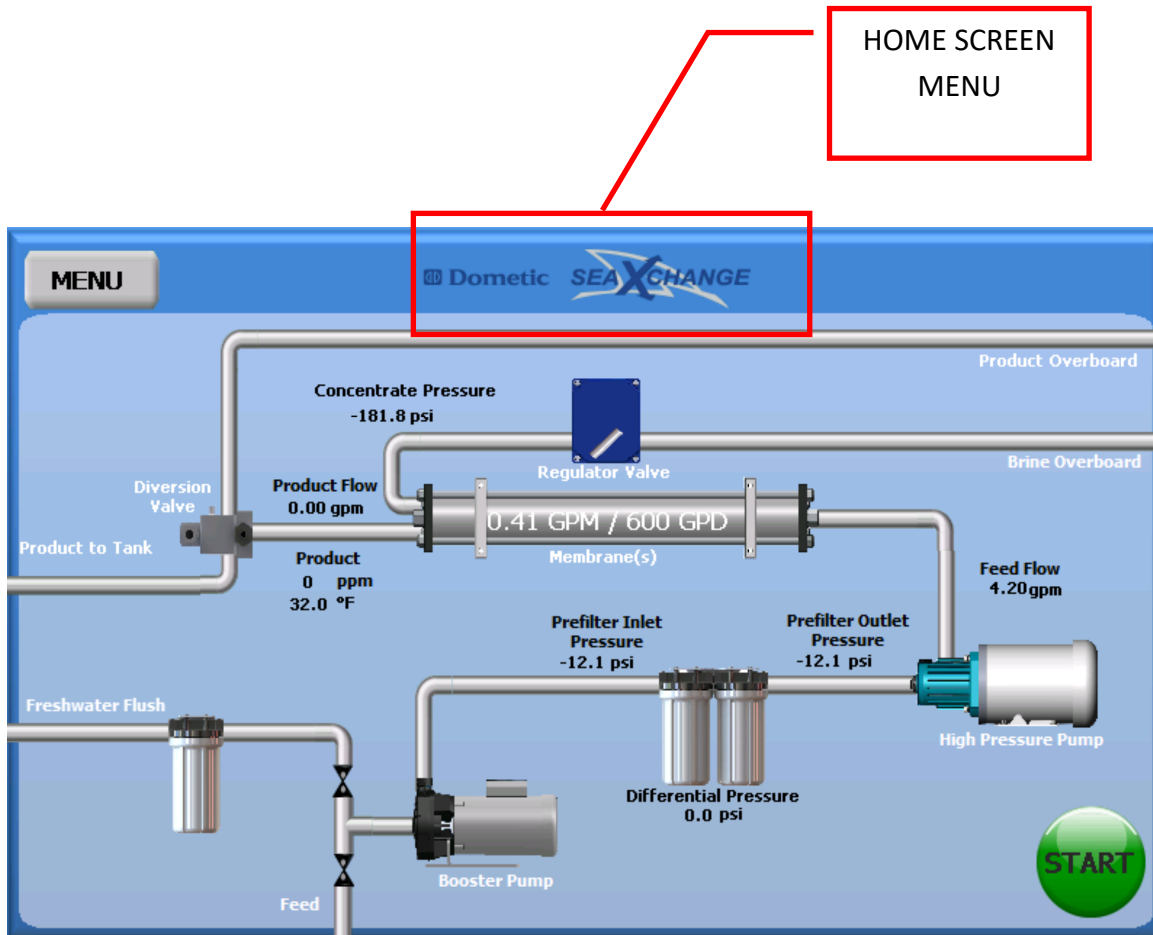 HOME SCREEN
MENU
MENU
Dometic SEAXCHANGE
Product Overboard
Concentrate Pressure
-181.8 psi
Regulator Valve
Brine Overboard
Diversion
Valve
Product Flow
0.00 gpm
0.41 GPM / 600 GPD
Product to Tank
Membrane(s)
Product
0 ppm
32.0 °F
Feed Flow
4.20gpm
Prefilter Inlet
Pressure
-12.1 psi
Prefilter Outlet
Pressure
-12.1 psi
Freshwater Flush
High Pressure Pump
Differential Pressure
0.0 psi
START
Booster Pump
Feed